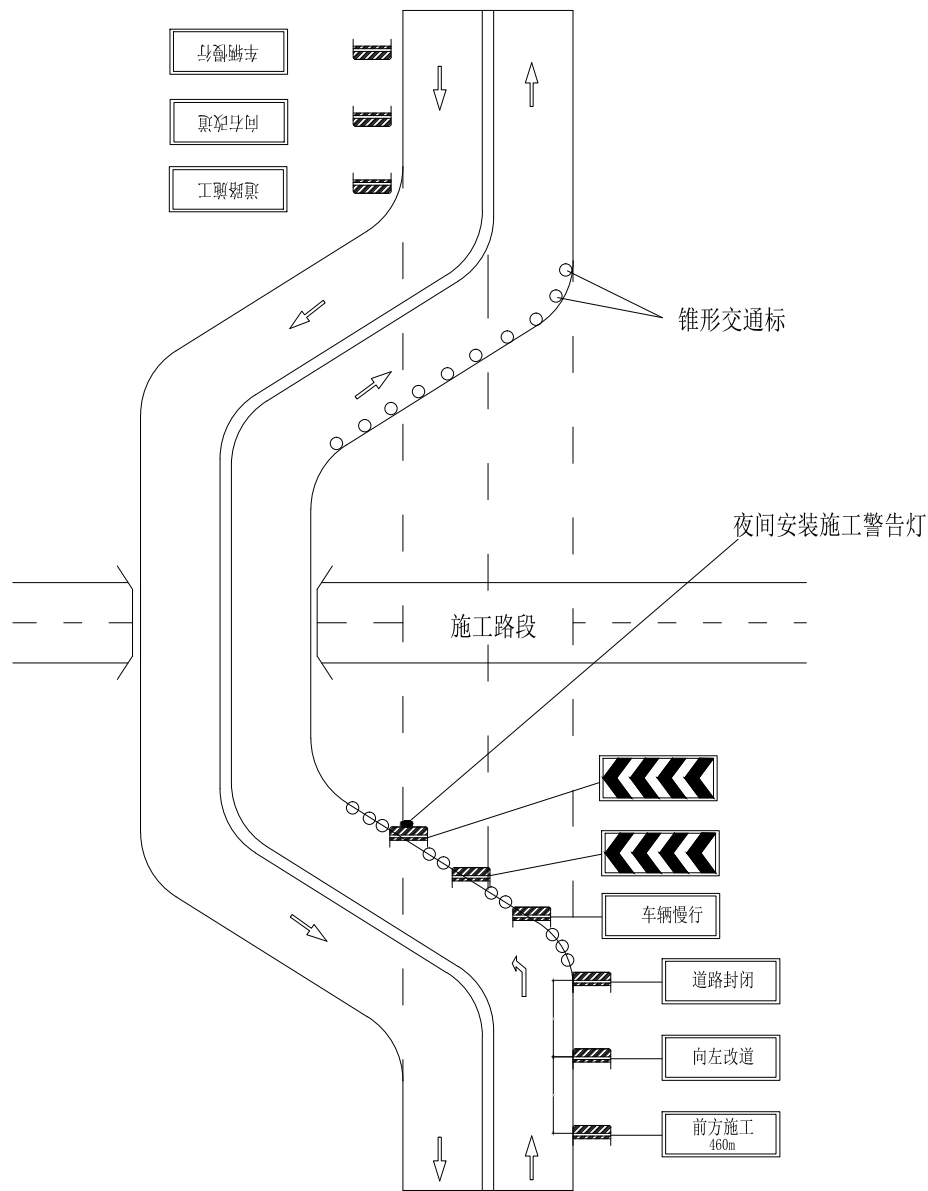 车辆慢行
向右改道
道路施工
锥形交通标
夜间安装施工警告灯
施工路段
车辆慢行
道路封闭
向左改道
前方施工
460m